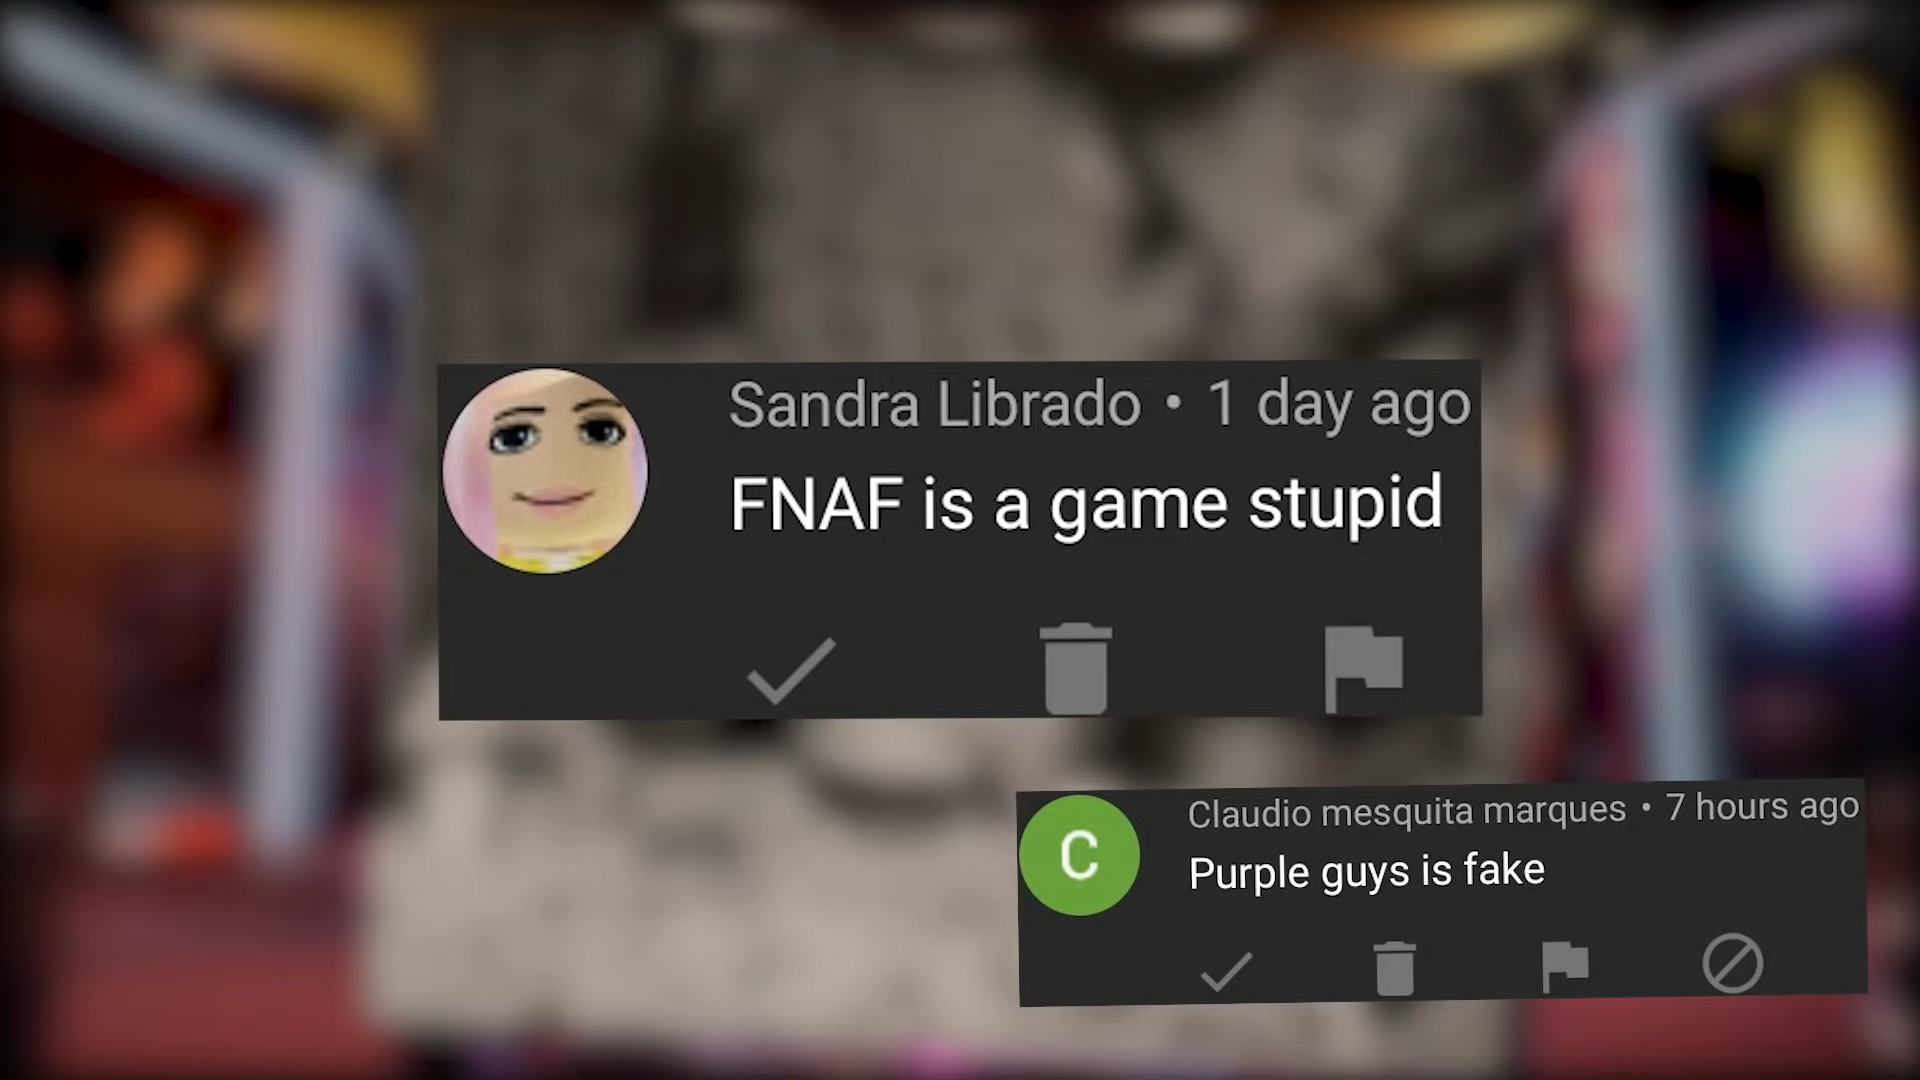 Sandra Librado • 1 day ago
FNAF is a game stupid
C
Claudio mesquita marques • 7 hours ago
Purple guys is fake